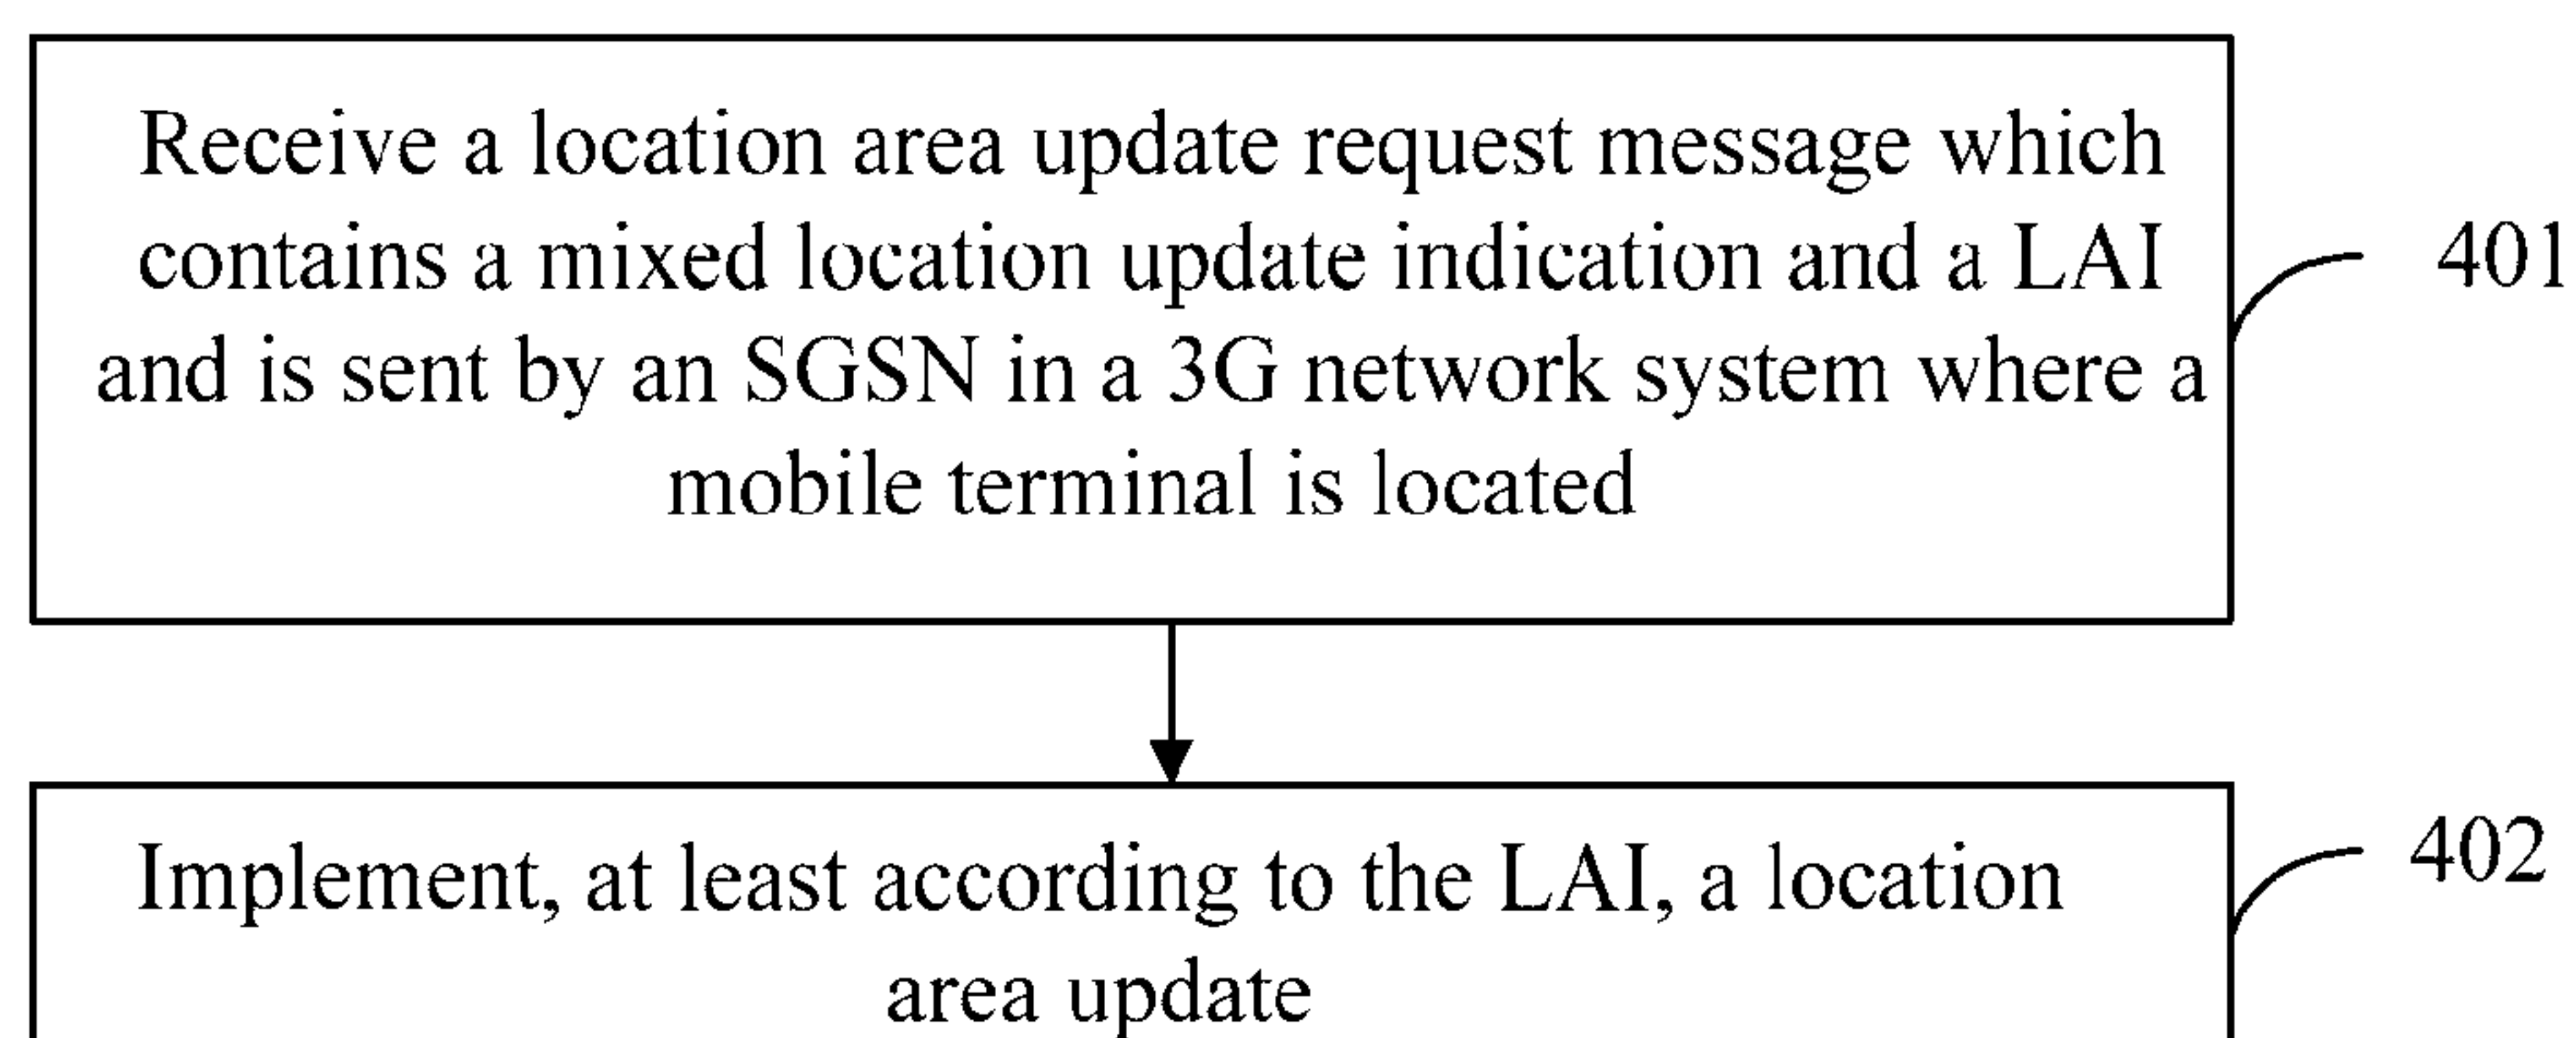 Receive a location area update request message which
contains a mixed location update indication and a LAI
and is sent by an SGSN in a 3G network system where a
mobile terminal is located
401
Implement, at least according to the LAI, a location
area update
402